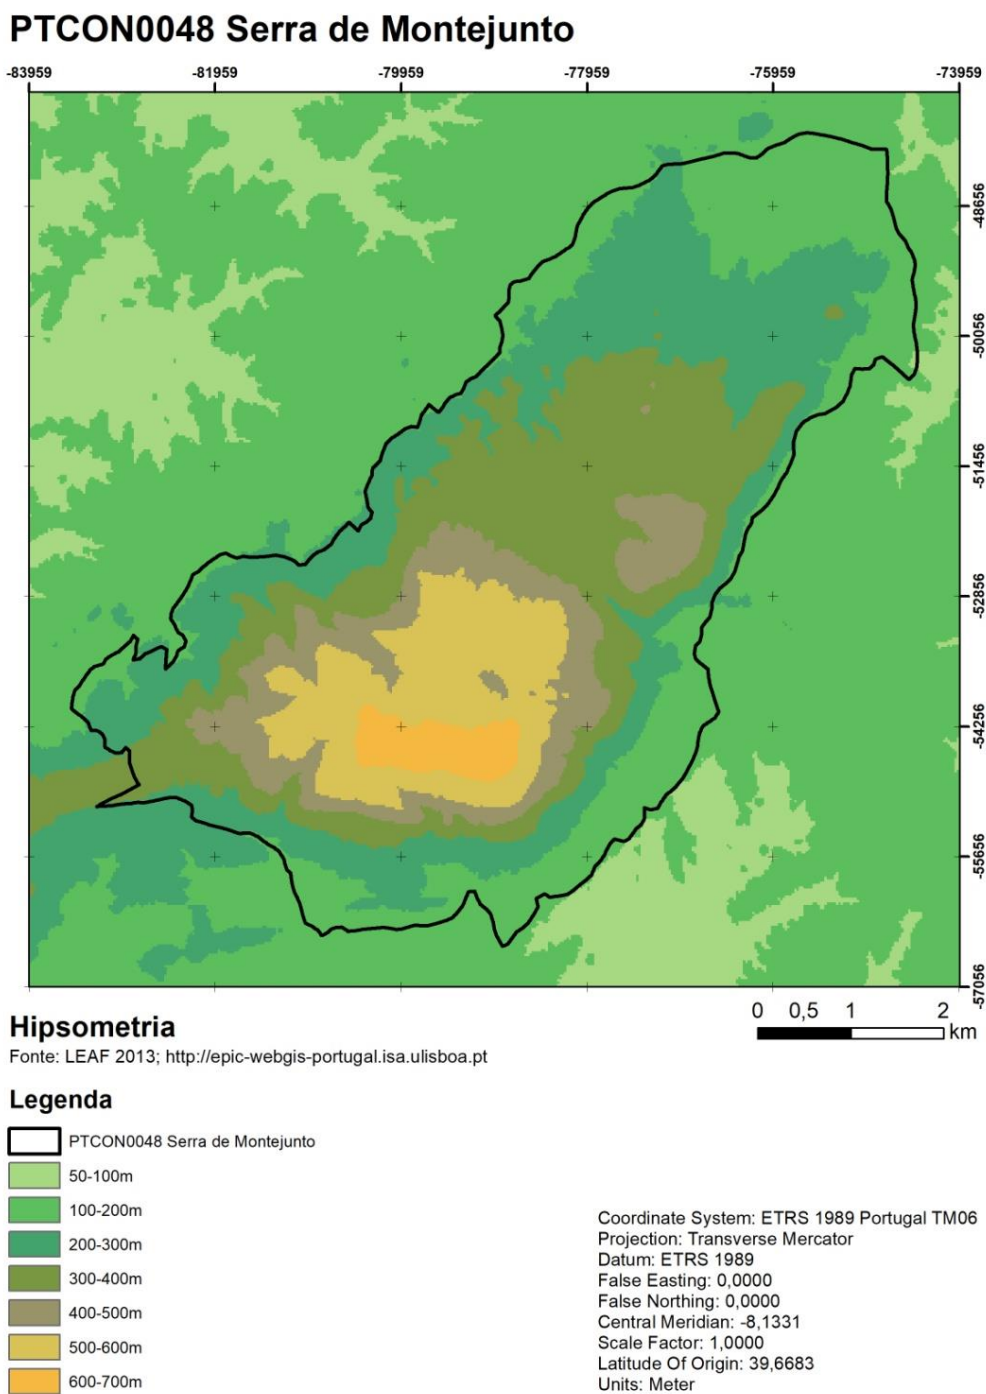 PTCON0048 Serra de Montejunto
-83959 -81959 -79959 -77959 -75959 -73959
-48656
-50056
-51456
-52856
-54256
-55656
-57056
Hipsometria
0 0,5 1 2
km
Fonte: LEAF 2013; http://epic-webgis-portugal.isa.ulisboa.pt
Legenda
PTCON0048 Serra de Montejunto
50-100m
100-200m
200-300m
300-400m
400-500m
500-600m
600-700m
Coordinate System: ETRS 1989 Portugal TM06
Projection: Transverse Mercator
Datum: ETRS 1989
False Easting: 0,0000
False Northing: 0,0000
Central Meridian: -8,1331
Scale Factor: 1,0000
Latitude Of Origin: 39,6683
Units: Meter